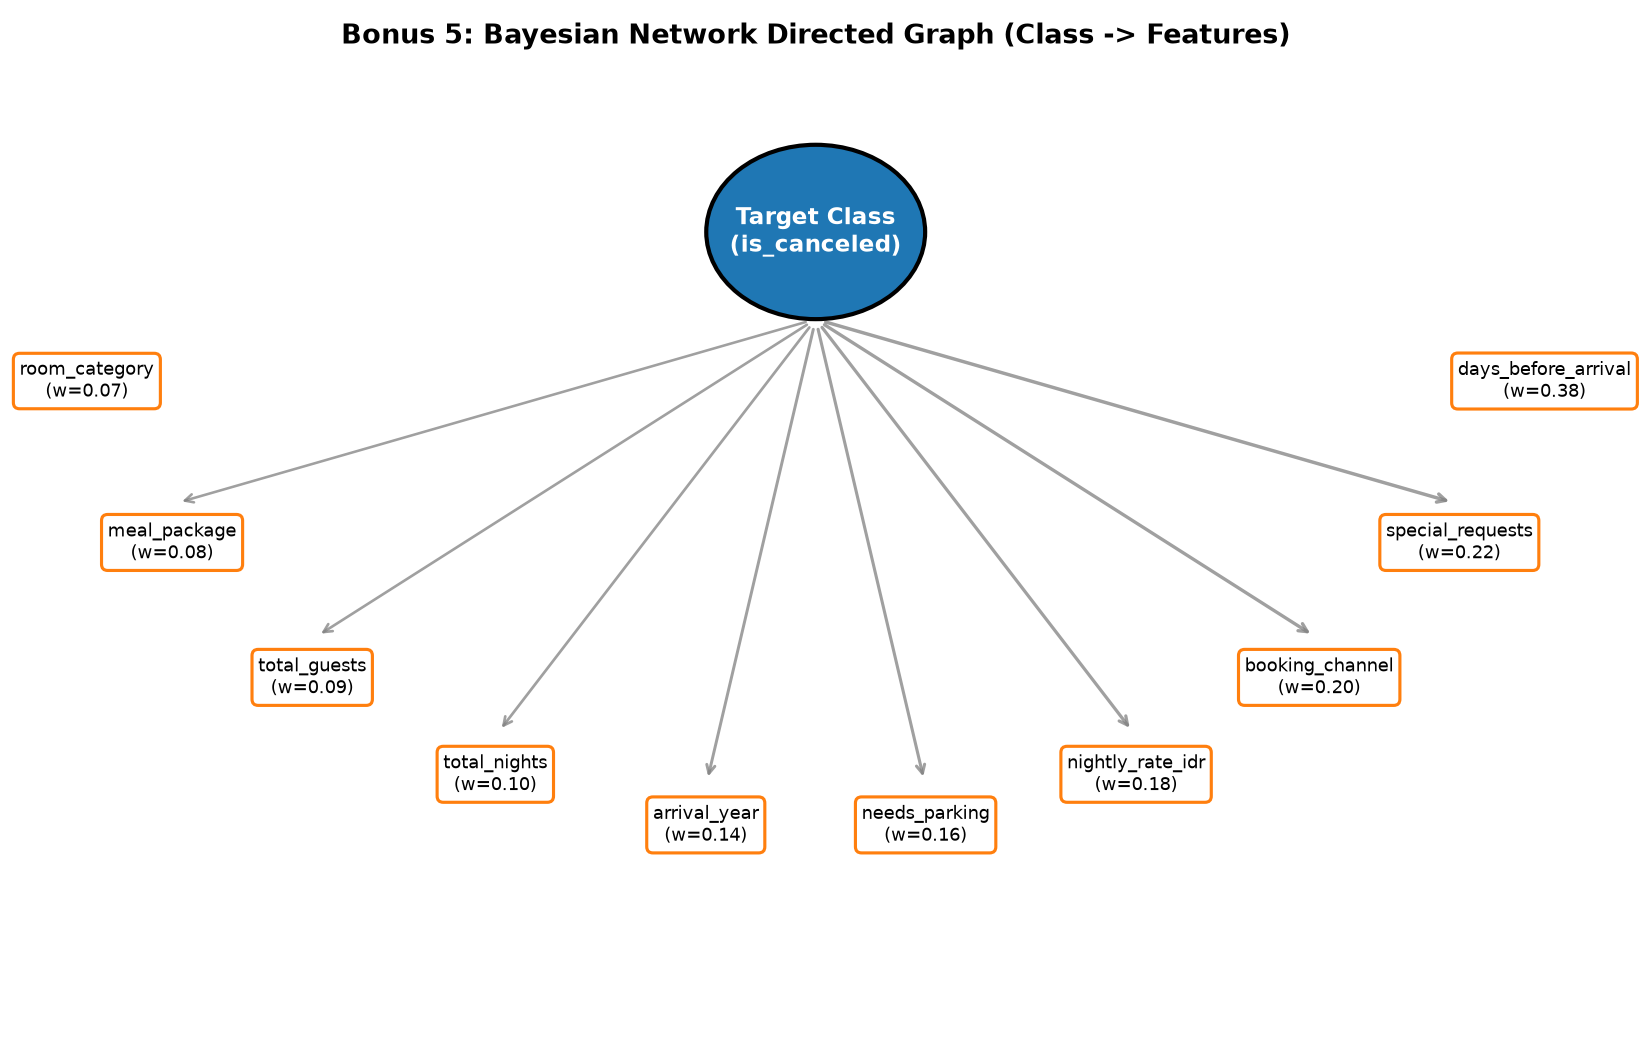 Bonus 5: Bayesian Network Directed Graph (Class -> Features)
Target Class
(is_canceled)
room_category
(w=0.07)
days_before_arrival
(w=0.38)
meal_package
(w=0.08)
special_requests
(w=0.22)
total_guests
(w=0.09)
booking_channel
(w=0.20)
total_nights
(w=0.10)
nightly_rate_idr
(w=0.18)
arrival_year
(w=0.14)
needs_parking
(w=0.16)